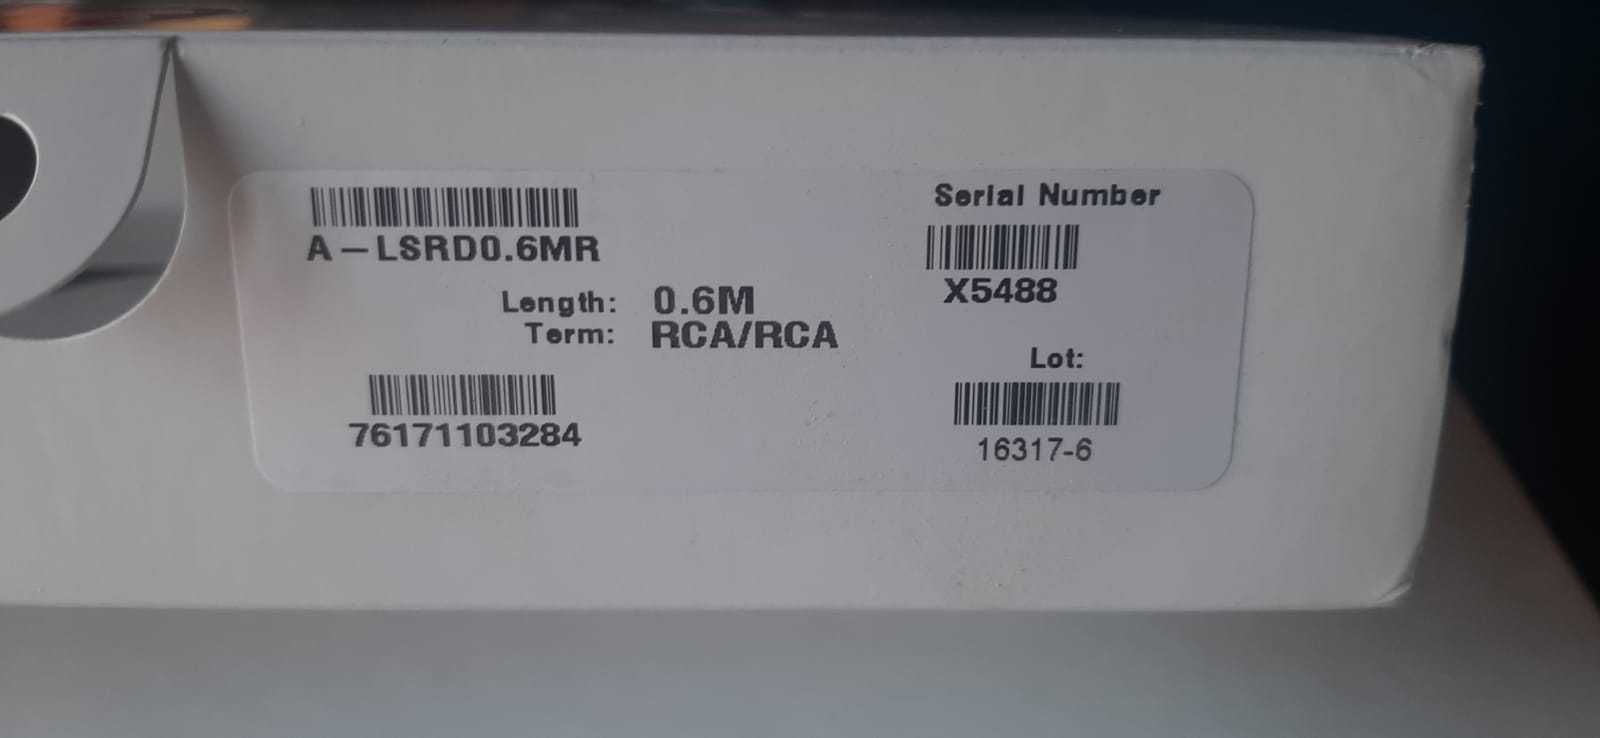 A-LSRD0.6MR
Length: 0.6M
Term: RCA/RCA
76171103284
Serial Number
X5488
Lot:
16317-6